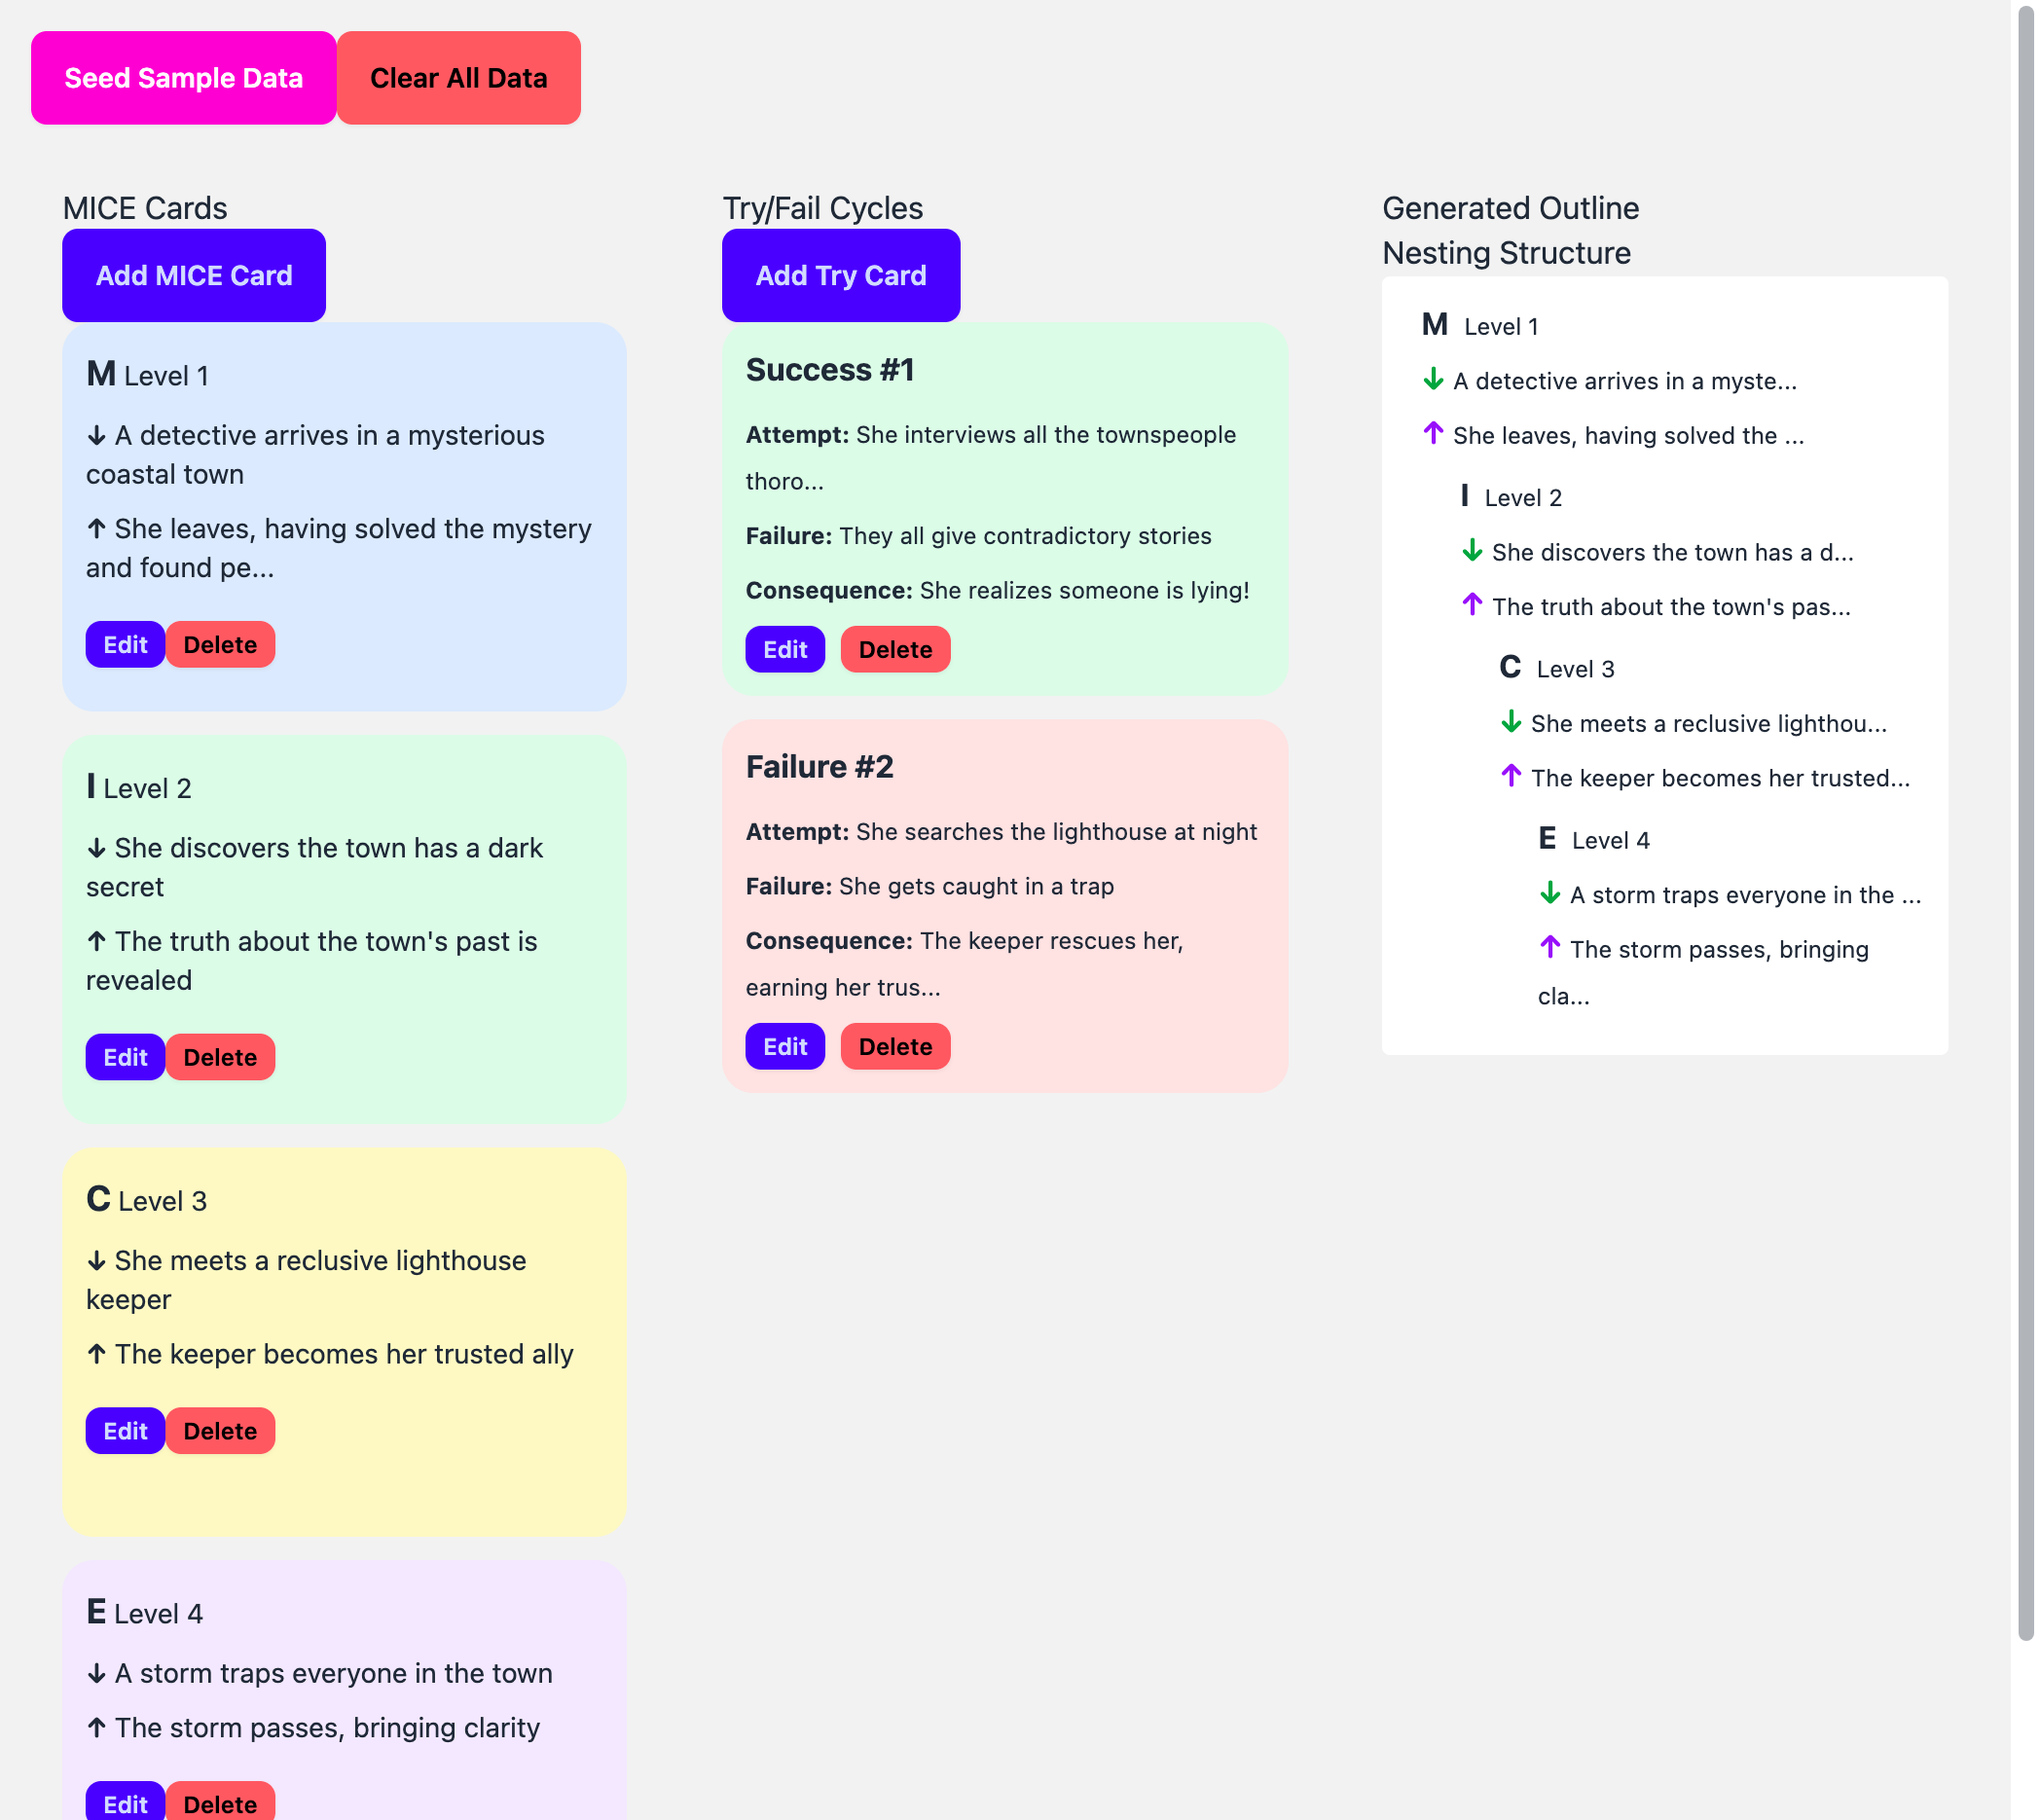 Seed Sample Data
Clear All Data
MICE Cards
Add MICE Card
M Level 1
↓ A detective arrives in a mysterious
coastal town
↑ She leaves, having solved the mystery
and found pe...
Edit
Delete
I Level 2
↓ She discovers the town has a dark
secret
↑ The truth about the town's past is
revealed
Edit
Delete
C Level 3
↓ She meets a reclusive lighthouse
keeper
↑ The keeper becomes her trusted ally
Edit
Delete
E Level 4
↓ A storm traps everyone in the town
↑ The storm passes, bringing clarity
Edit
Delete
Try/Fail Cycles
Add Try Card
Success #1
Attempt: She interviews all the townspeople
thoro...
Failure: They all give contradictory stories
Consequence: She realizes someone is lying!
Edit
Delete
Failure #2
Attempt: She searches the lighthouse at night
Failure: She gets caught in a trap
Consequence: The keeper rescues her,
earning her trus...
Edit
Delete
Generated Outline
Nesting Structure
M Level 1
↓ A detective arrives in a myste...
↑ She leaves, having solved the ...
I Level 2
↓ She discovers the town has a d...
↑ The truth about the town's pas...
C Level 3
↓ She meets a reclusive lighthou...
↑ The keeper becomes her trusted...
E Level 4
↓ A storm traps everyone in the ...
↑ The storm passes, bringing
cla...